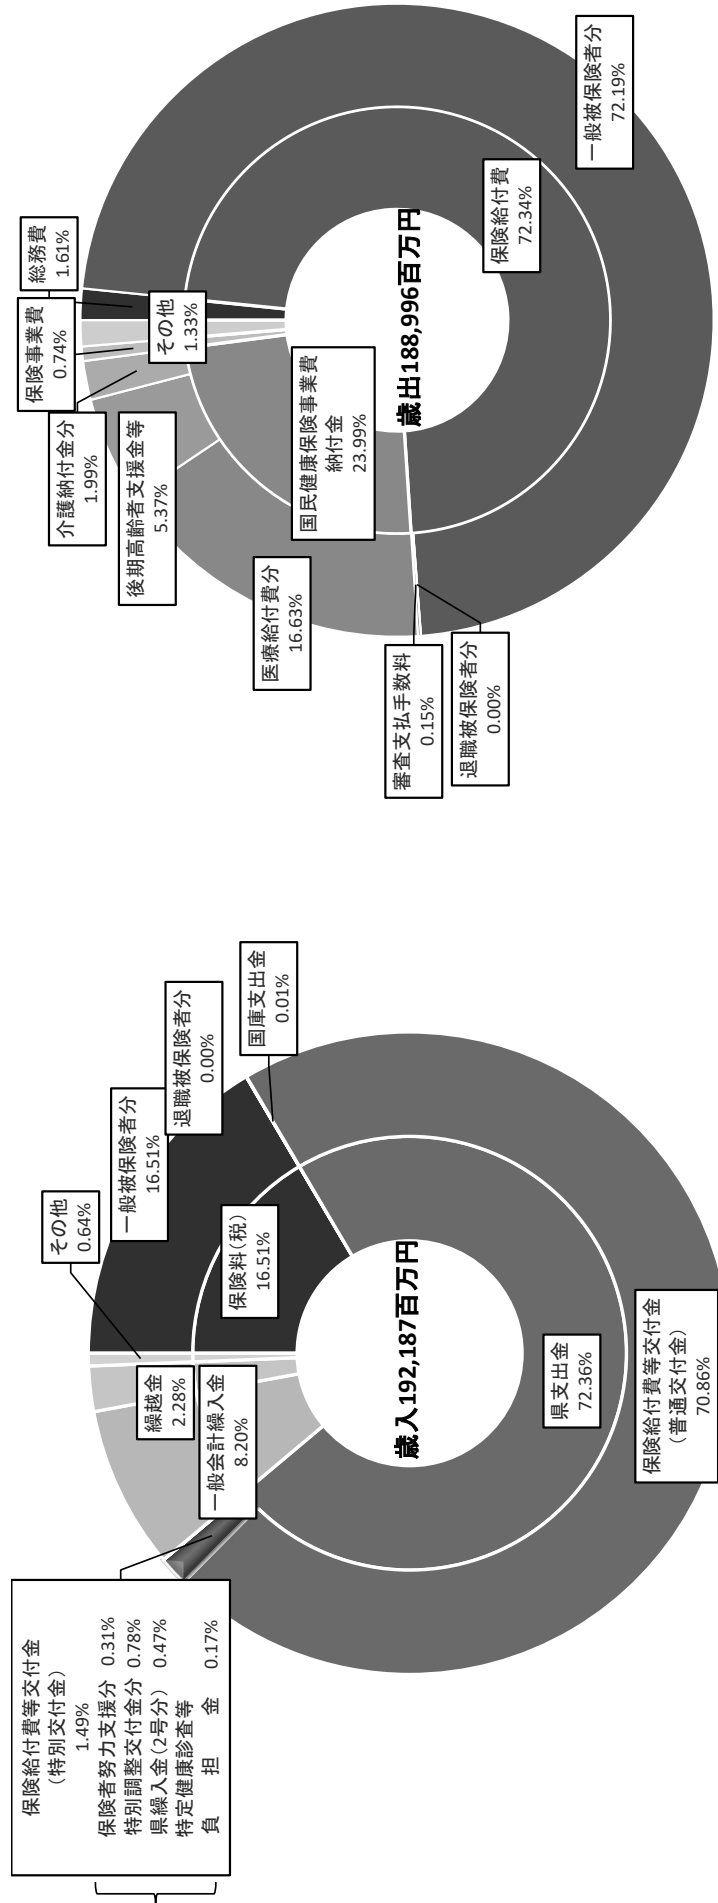 歳入192,187百万円
保険料(税)
16.51%
一般被保険者分
16.51%
退職被保険者分
0.00%
国庫支出金
0.01%
県支出金
72.36%
保険給付費等交付金
(普通交付金)
70.86%
保険給付費等交付金
(特別交付金)
1.49%
保険者努力支援分 0.31%
特別調整交付金分 0.78%
県繰入金(2号分) 0.47%
特定健康診査等
負担金 0.17%
一般会計繰入金
8.20%
繰越金
2.28%
その他
0.64%
歳出188,996百万円
総務費
1.61%
保険給付費
72.34%
一般被保険者分
72.19%
退職被保険者分
0.00%
審査支払手数料
0.15%
国民健康保険事業費
納付金
23.99%
医療給付費分
16.63%
後期高齢者支援金等
5.37%
介護納付金分
1.99%
保険事業費
0.74%
その他
1.33%